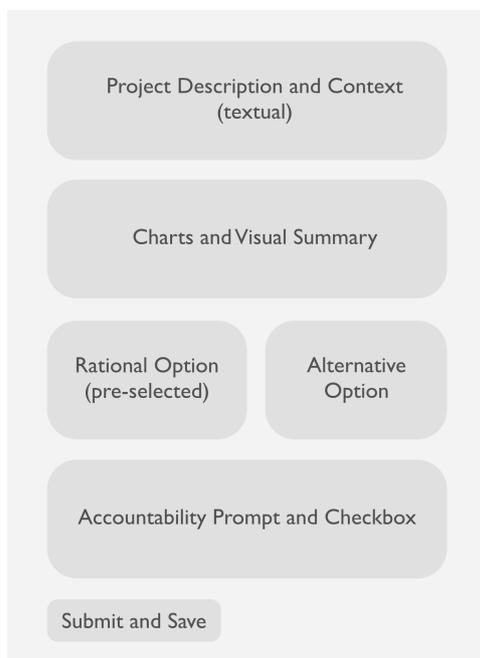 Project Description and Context
(textual)
Charts and Visual Summary
Rational Option
(pre-selected)
Alternative
Option
Accountability Prompt and Checkbox
Submit and Save